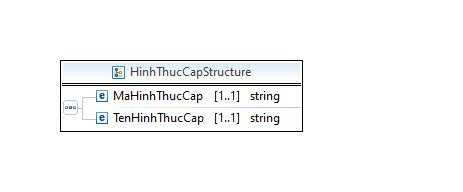 HinhThucCapStructure
MaHinhThucCap [1..1] string
TenHinhThucCap [1..1] string